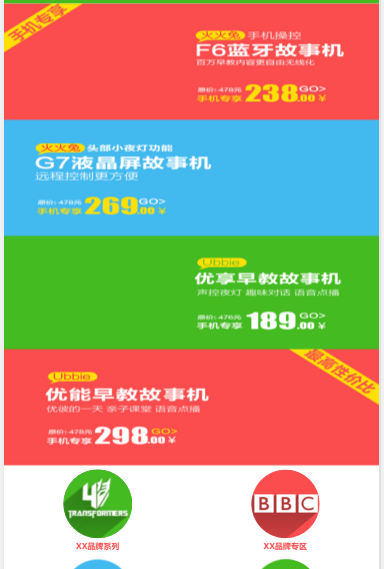 手机专享
火火兔 手机操控
F6蓝牙故事机
百万早教内容更自由无线化
原价:478元
手机专享 238.00 ¥ GO>
火火兔 头部小夜灯功能
G7液晶屏故事机
远程控制更方便
原价:478元
手机专享 269.00 ¥ GO>
Ubbie
优享早教故事机
声控夜灯 趣味对话 语音点播
原价:476元
手机专享 189.00 ¥ GO>
最高性价比
Ubbie
优能早教故事机
优彼的一天 亲子课堂 语音点播
原价:478元
手机专享 298.00 ¥ GO>
TRANSFORMERS
BBC
XX品牌系列
XX品牌专区